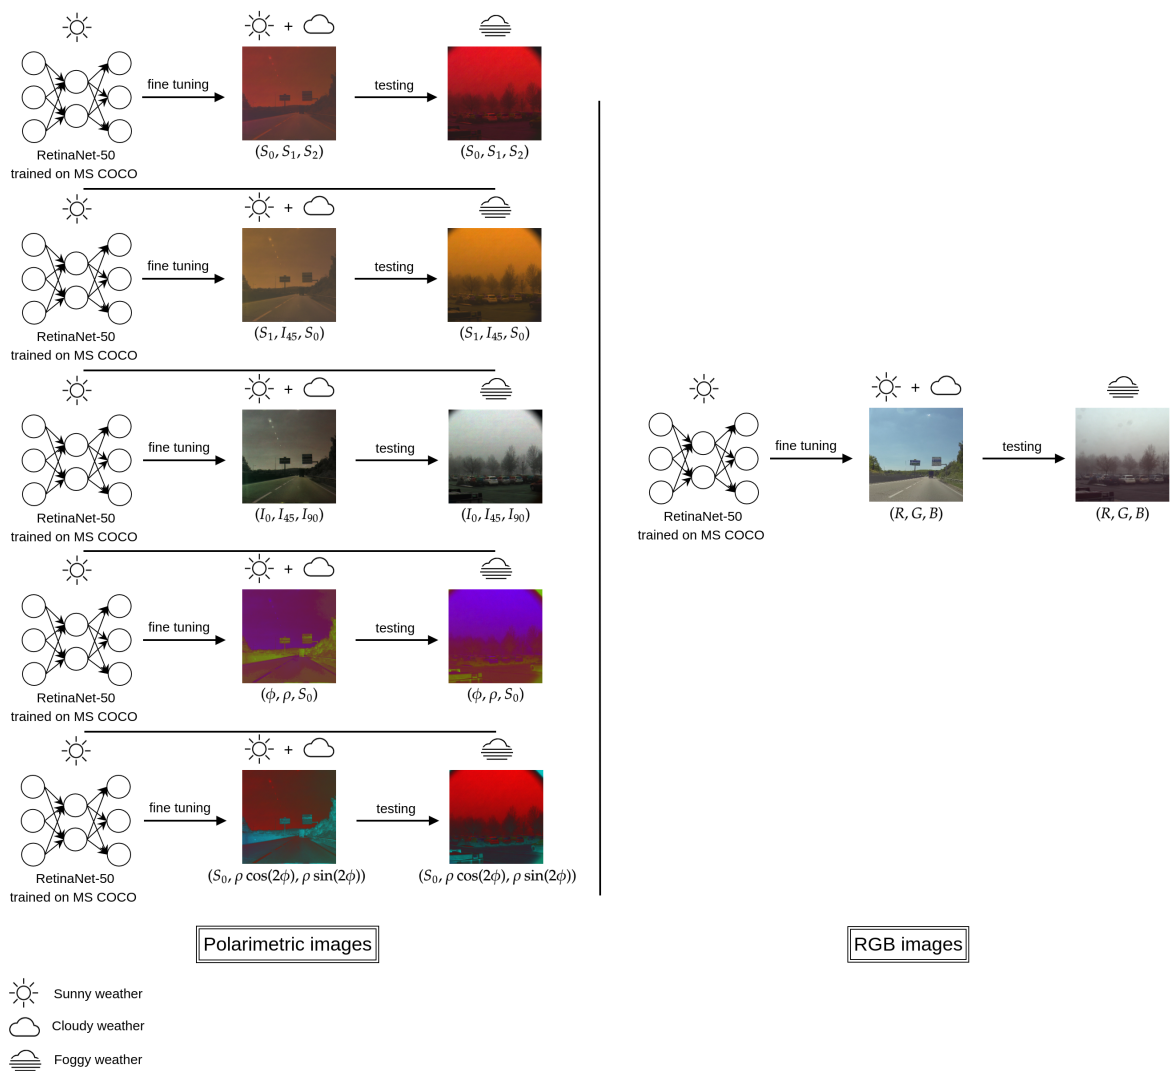 fine tuning
testing
RetinaNet-50
trained on MS COCO
+
(S₀, S₁, S₂)
(S₀, S₁, S₂)
fine tuning
testing
RetinaNet-50
trained on MS COCO
+
(S₁, I₄₅, S₀)
(S₁, I₄₅, S₀)
fine tuning
testing
RetinaNet-50
trained on MS COCO
+
(I₀, I₄₅, I₉₀)
(I₀, I₄₅, I₉₀)
fine tuning
testing
RetinaNet-50
trained on MS COCO
+
(ϕ, ρ, S₀)
(ϕ, ρ, S₀)
fine tuning
testing
RetinaNet-50
trained on MS COCO
+
(S₀, ρ cos(2ϕ), ρ sin(2ϕ))
(S₀, ρ cos(2ϕ), ρ sin(2ϕ))
Polarimetric images
fine tuning
testing
RetinaNet-50
trained on MS COCO
+
(R, G, B)
(R, G, B)
RGB images
Sunny weather
Cloudy weather
Foggy weather